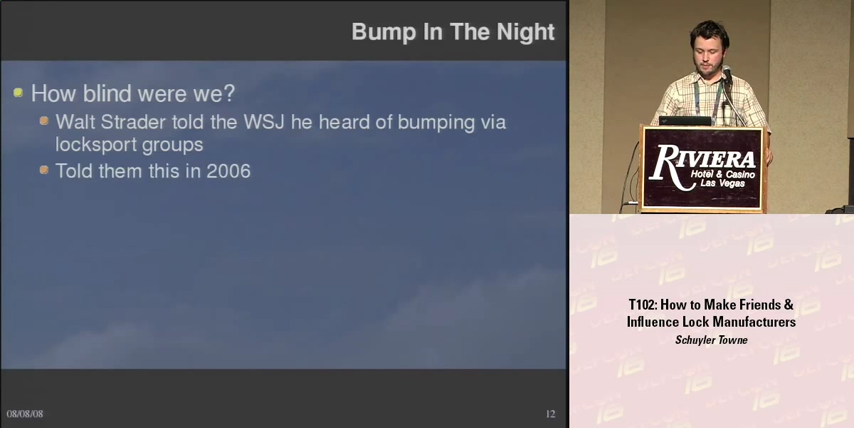 Bump In The Night
How blind were we?
Walt Strader told the WSJ he heard of bumping via
locksport groups
Told them this in 2006
08/08/08
12
RIVIERA
Hotel & Casino
Las Vegas
T102: How to Make Friends &
Influence Lock Manufacturers
Schuyler Towne